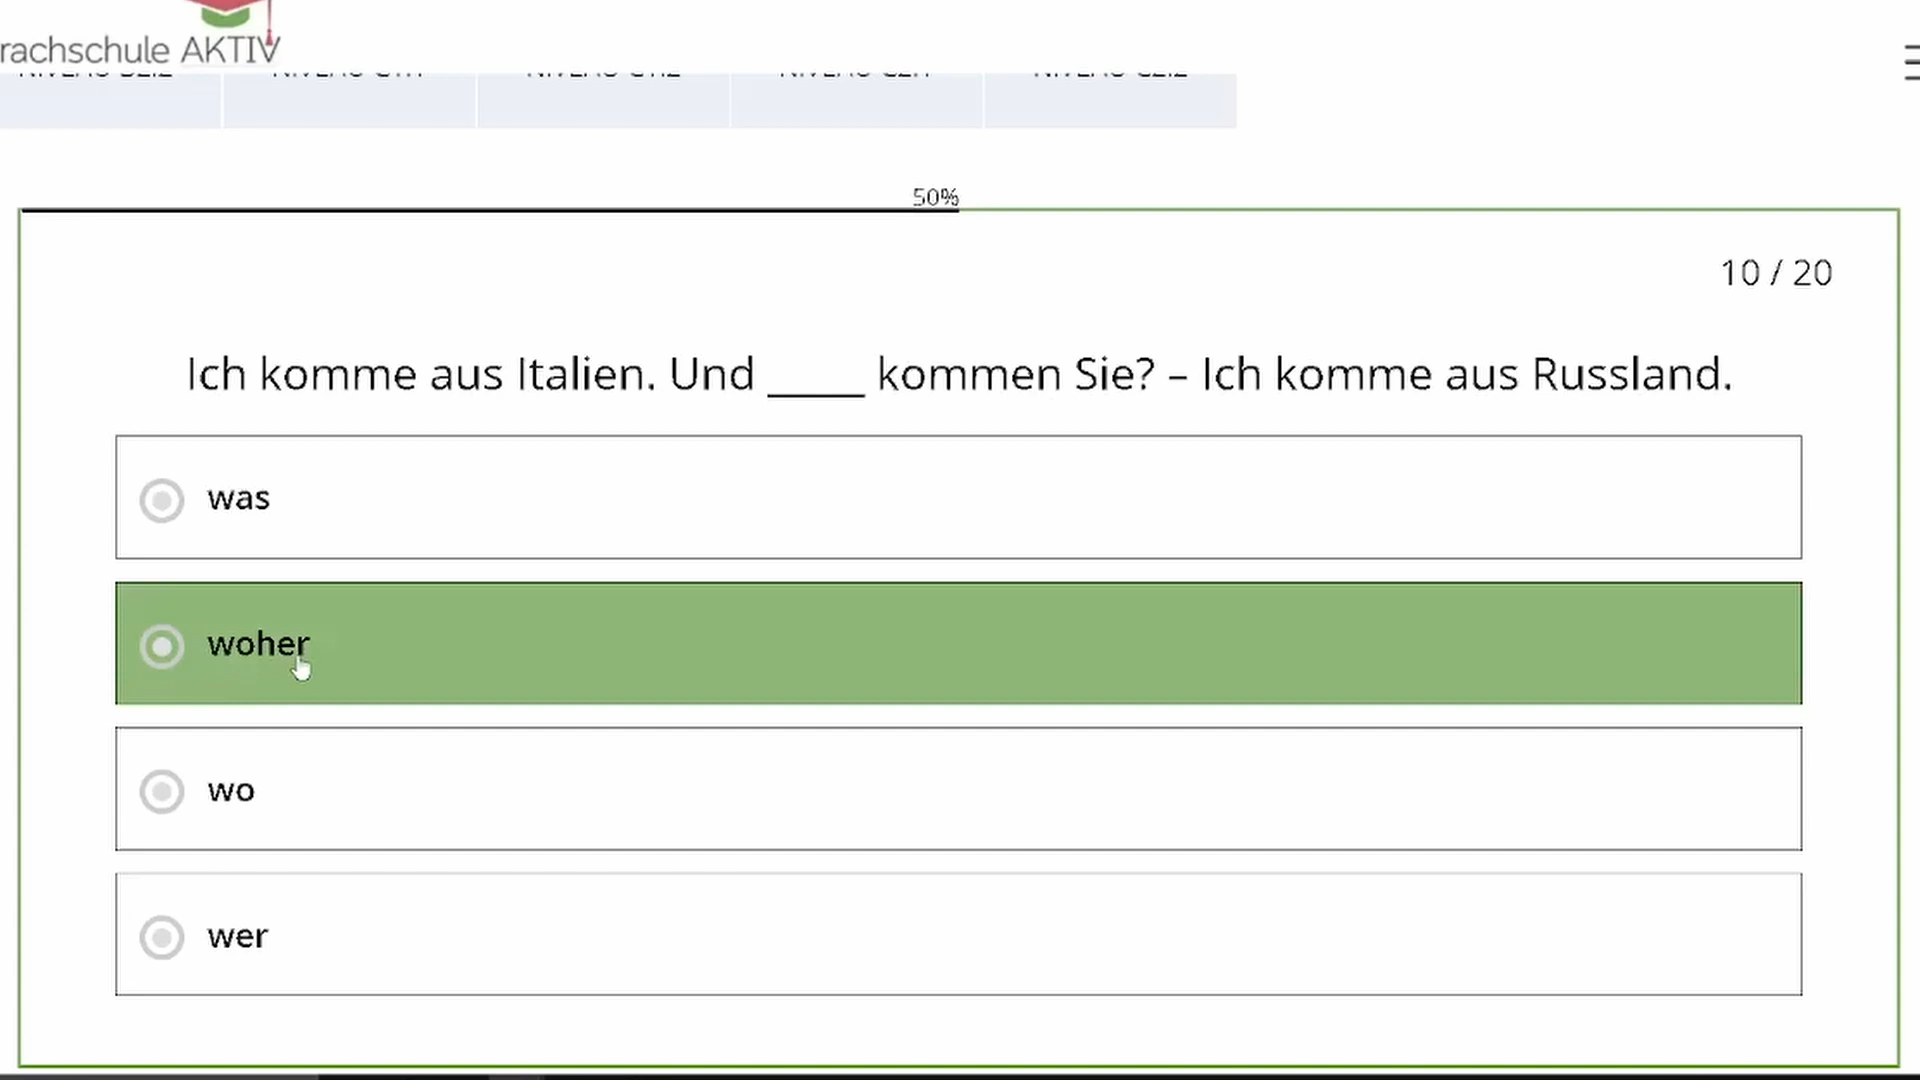 rachschule AKTIV
50%
10 / 20
Ich komme aus Italien. Und _____ kommen Sie? – Ich komme aus Russland.
was
woher
wo
wer